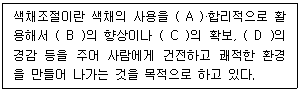 색채조절이란 색채의 사용을 ( A )·합리적으로 활
용해서 ( B )의 향상이나 ( C )의 확보, ( D )의
경감 등을 주어 사람에게 건전하고 쾌적한 환경
을 만들어 나가는 것을 목적으로 하고 있다.